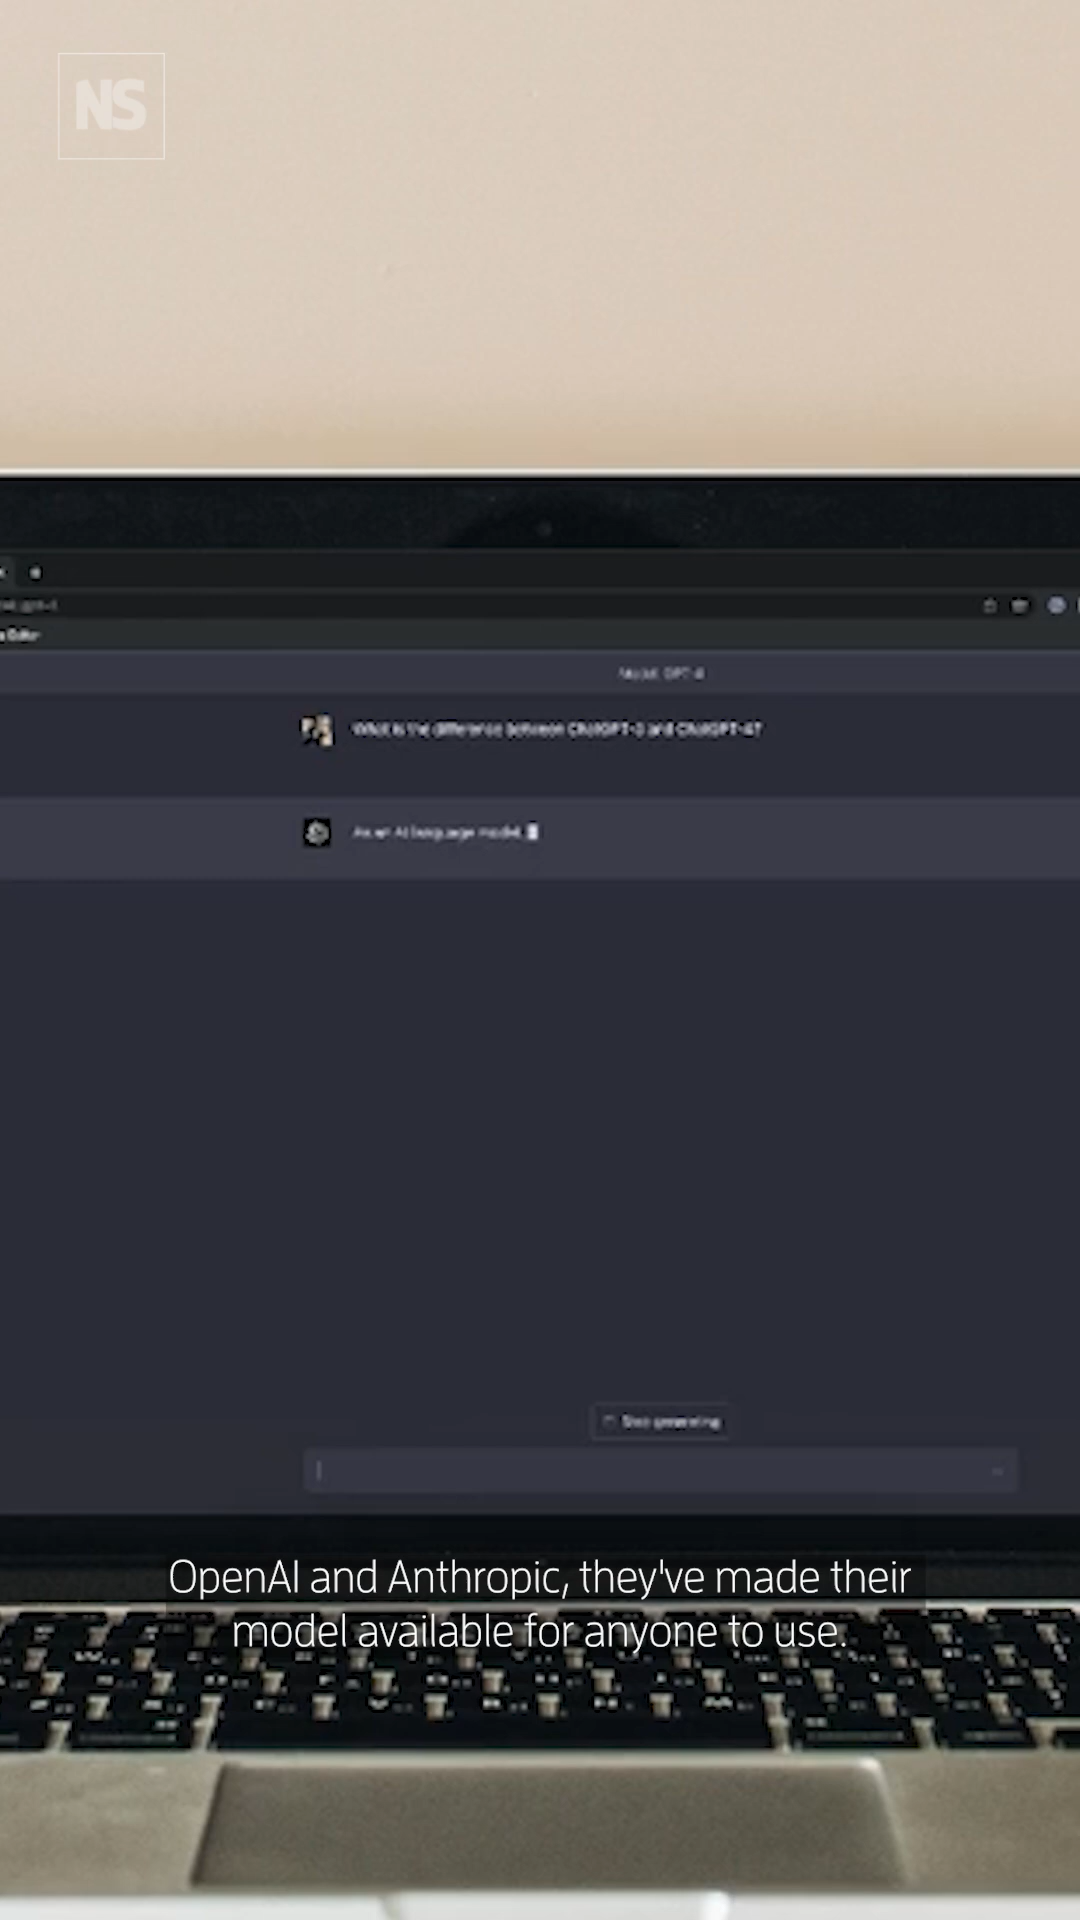 NS
Model: GPT-4
What is the difference between ChatGPT-3 and ChatGPT-4?
As an AI language model,
Stop generating
OpenAI and Anthropic, they've made their
model available for anyone to use.